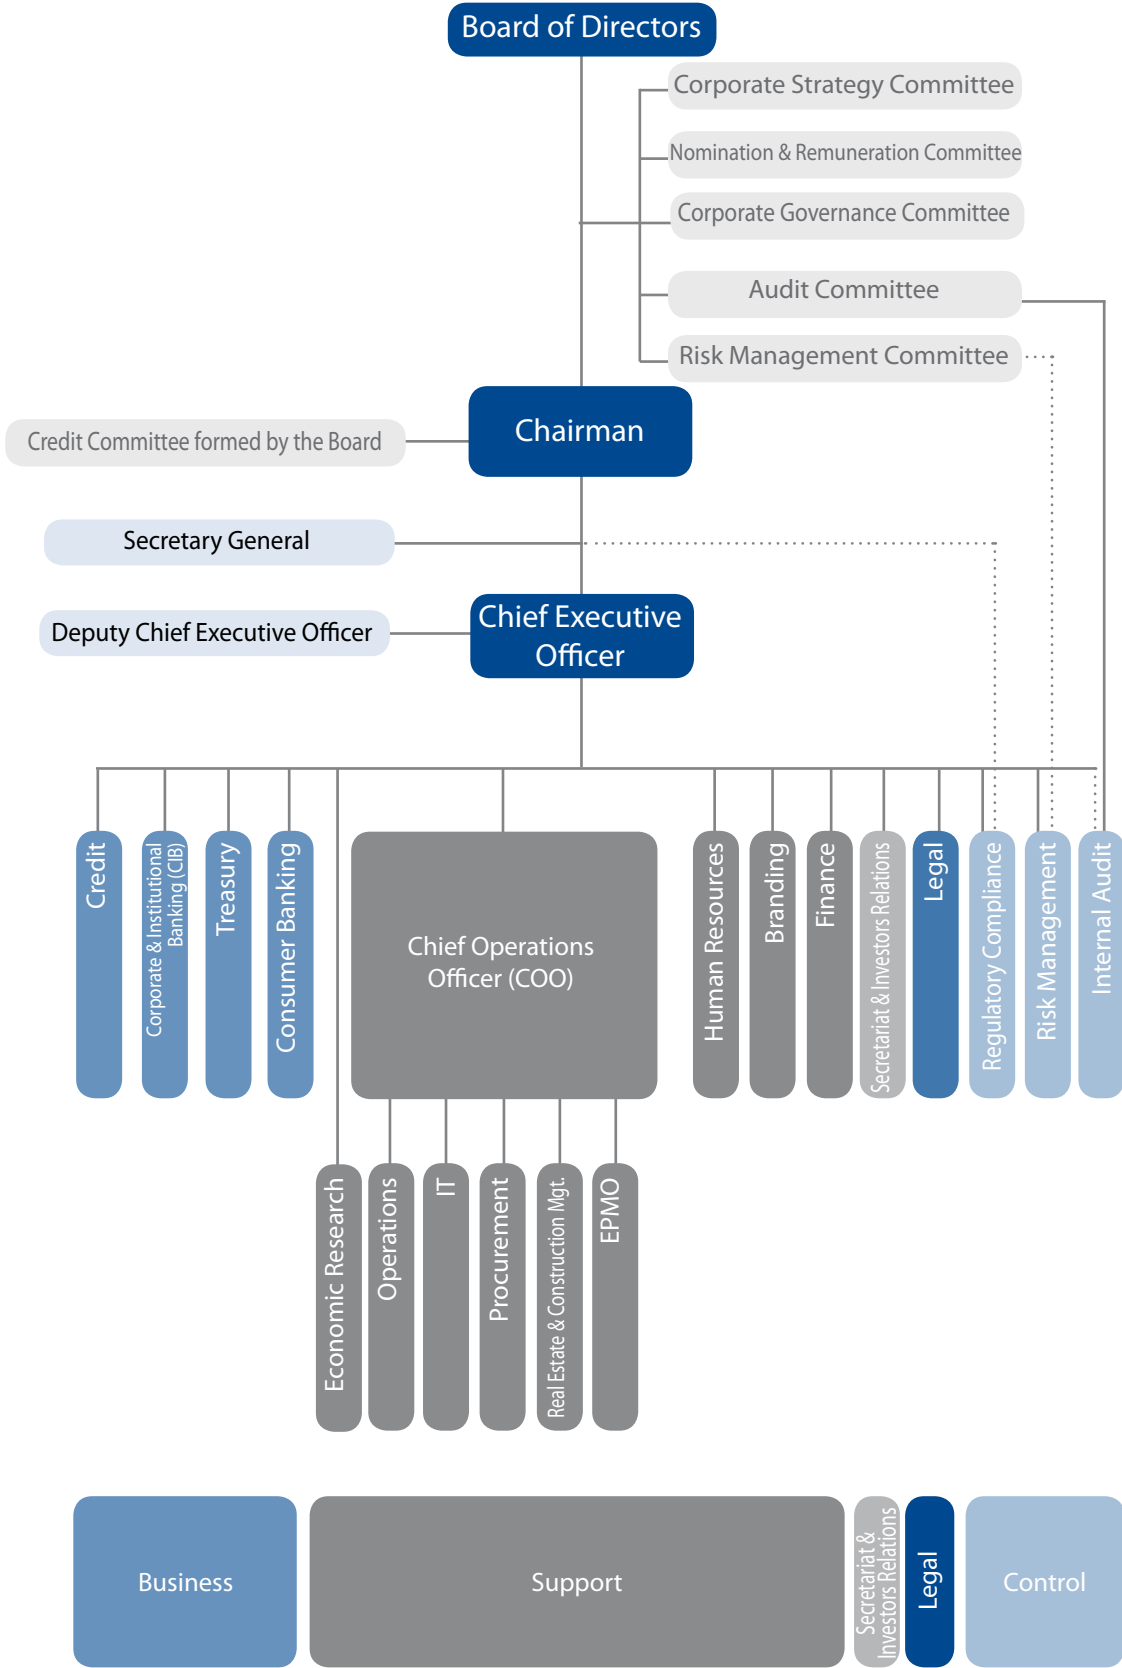 Board of Directors
Corporate Strategy Committee
Nomination & Remuneration Committee
Corporate Governance Committee
Audit Committee
Risk Management Committee
Chairman
Credit Committee formed by the Board
Secretary General
Chief Executive
Officer
Deputy Chief Executive Officer
Credit
Corporate & Institutional
Banking (CIB)
Treasury
Consumer Banking
Chief Operations
Officer (COO)
Human Resources
Branding
Finance
Secretariat & Investors Relations
Legal
Regulatory Compliance
Risk Management
Internal Audit
Economic Research
Operations
IT
Procurement
Real Estate & Construction Mgt.
EPMO
Business
Support
Secretariat &
Investors Relations
Legal
Control